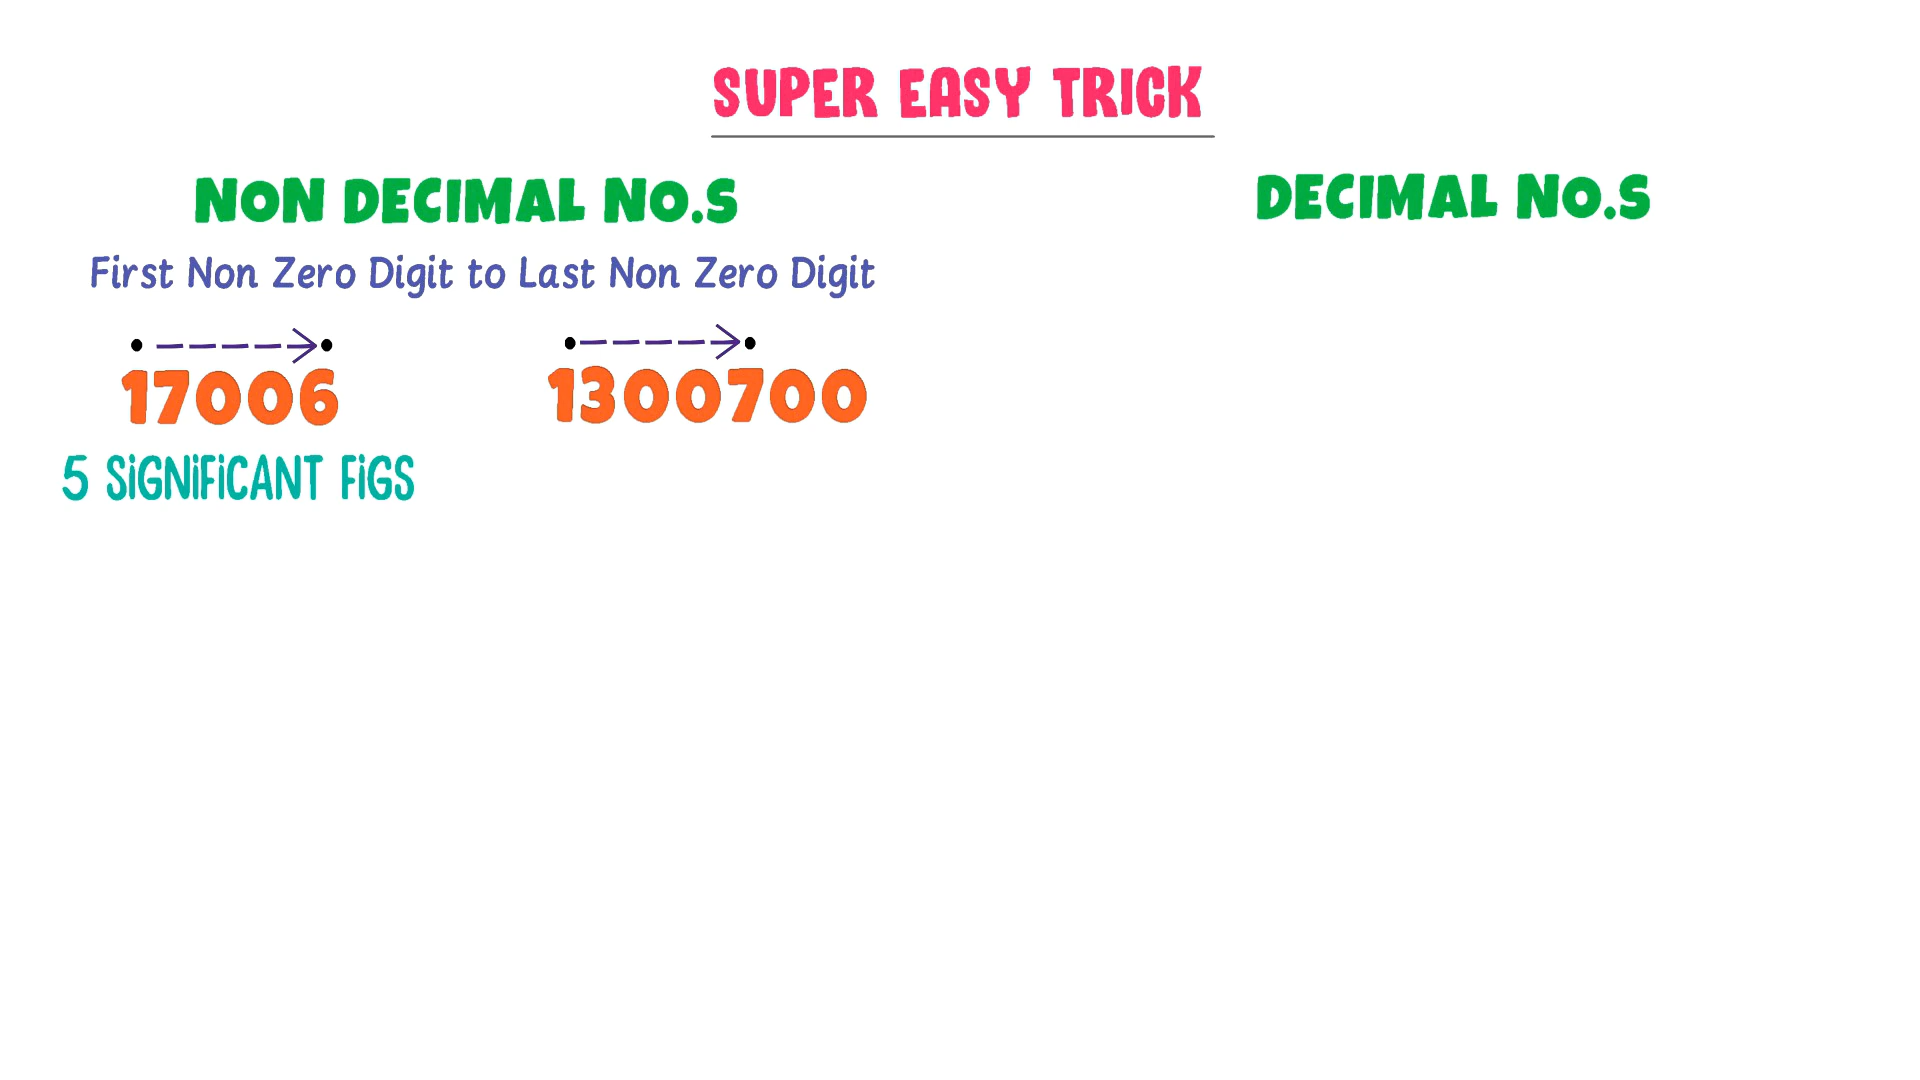 SUPER EASY TRICK
NON DECIMAL NO.S
First Non Zero Digit to Last Non Zero Digit
17006
1300700
5 SiGNiFiCANT FiGS
DECIMAL NO.S